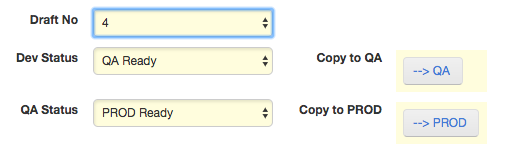 Draft No 4
Dev Status QA Ready Copy to QA --> QA
QA Status PROD Ready Copy to PROD --> PROD